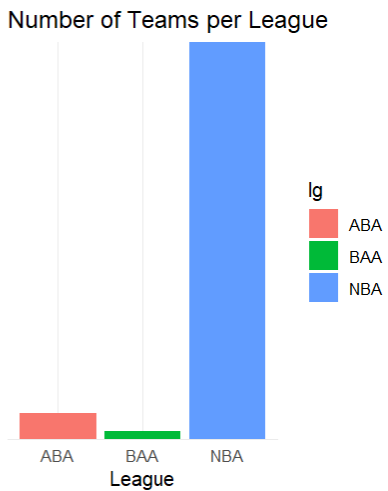 Number of Teams per League
lg
ABA
BAA
NBA
ABA BAA NBA
League